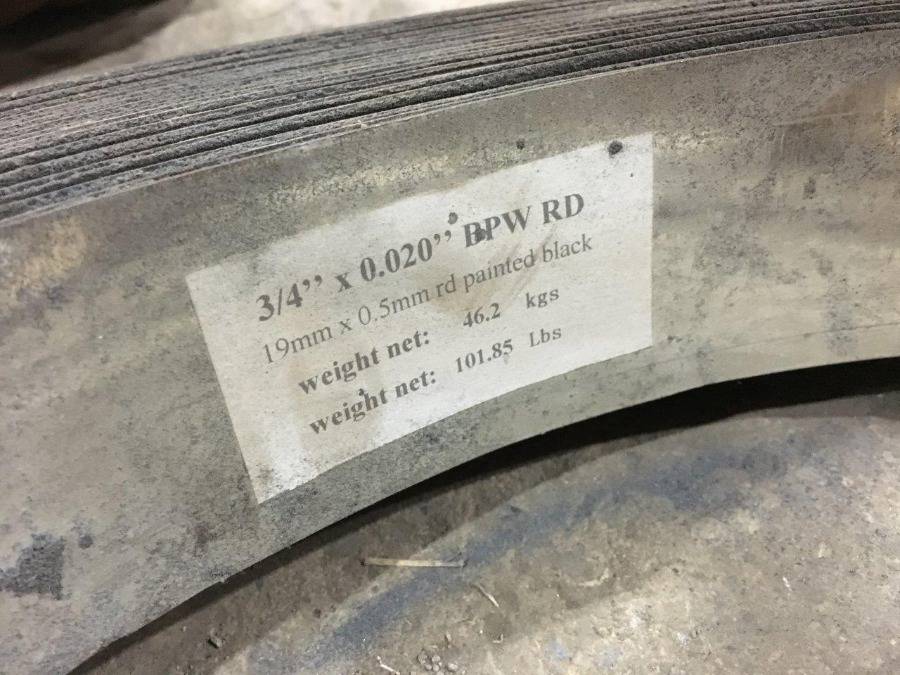 3/4’’ x 0.020’’ BPW RD
19mm x 0.5mm rd painted black
weight net: 46.2 kgs
weight net: 101.85 Lbs